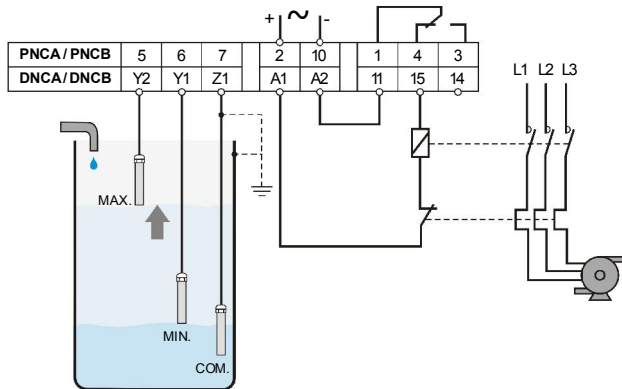 + ~ -
PNCA / PNCB 5 6 7 2 10 1 4 3
DNCA / DNCB Y2 Y1 Z1 A1 A2 11 15 14
L1 L2 L3
MAX.
MIN.
COM.